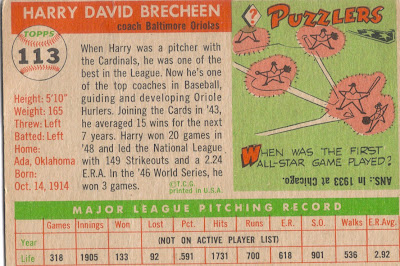 HARRY DAVID BRECHEEN
coach Baltimore Orioles
TOPPS
113
Height: 5'10"
Weight: 165
Threw: Left
Batted: Left
Home:
Ada, Oklahoma
Born:
Oct. 14, 1914
When Harry was a pitcher with
the Cardinals, he was one of the
best in the League. Now he's one
of the top coaches in Baseball,
guiding and developing Oriole
Hurlers. Joining the Cards in '43,
he averaged 15 wins for the next
7 years. Harry won 20 games in
'48 and led the National League
with 149 Strikeouts and a 2.24
E.R.A. In the '46 World Series, he
won 3 games.
©T.C.G.
printed in U.S.A.
?
PUZZLERS
WHEN WAS THE FIRST
ALL-STAR GAME PLAYED?
ANS.: In 1933 at Chicago.
MAJOR LEAGUE PITCHING RECORD
Games Innings Won Lost Pct. Hits Runs E.R. S.O. Walks E.R.Avg.
Year (NOT ON ACTIVE PLAYER LIST)
Life 318 1905 133 92 .591 1731 700 618 901 536 2.92